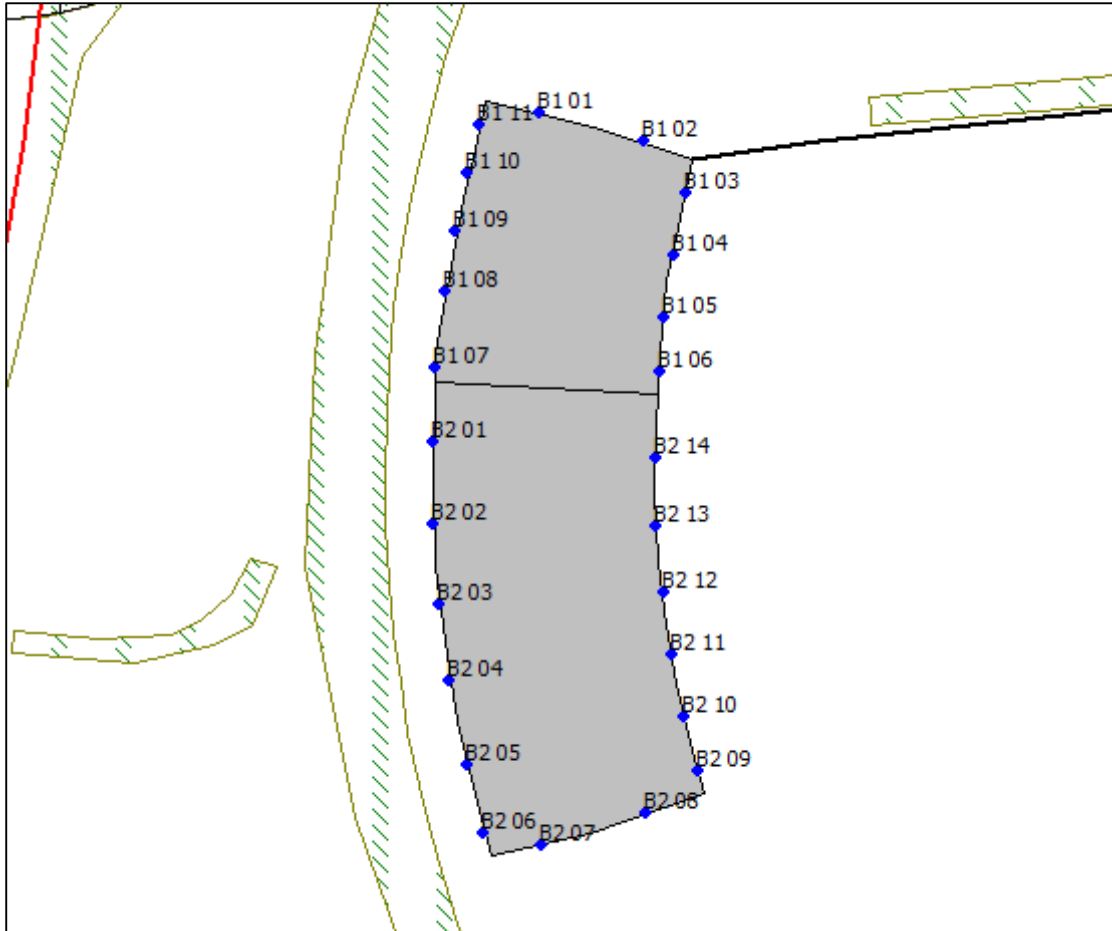 B1 01
B1 11
B1 02
B1 10
B1 03
B1 09
B1 04
B1 08
B1 05
B1 07
B1 06
B2 01
B2 14
B2 02
B2 13
B2 03
B2 12
B2 04
B2 11
B2 05
B2 10
B2 09
B2 06
B2 08
B2 07